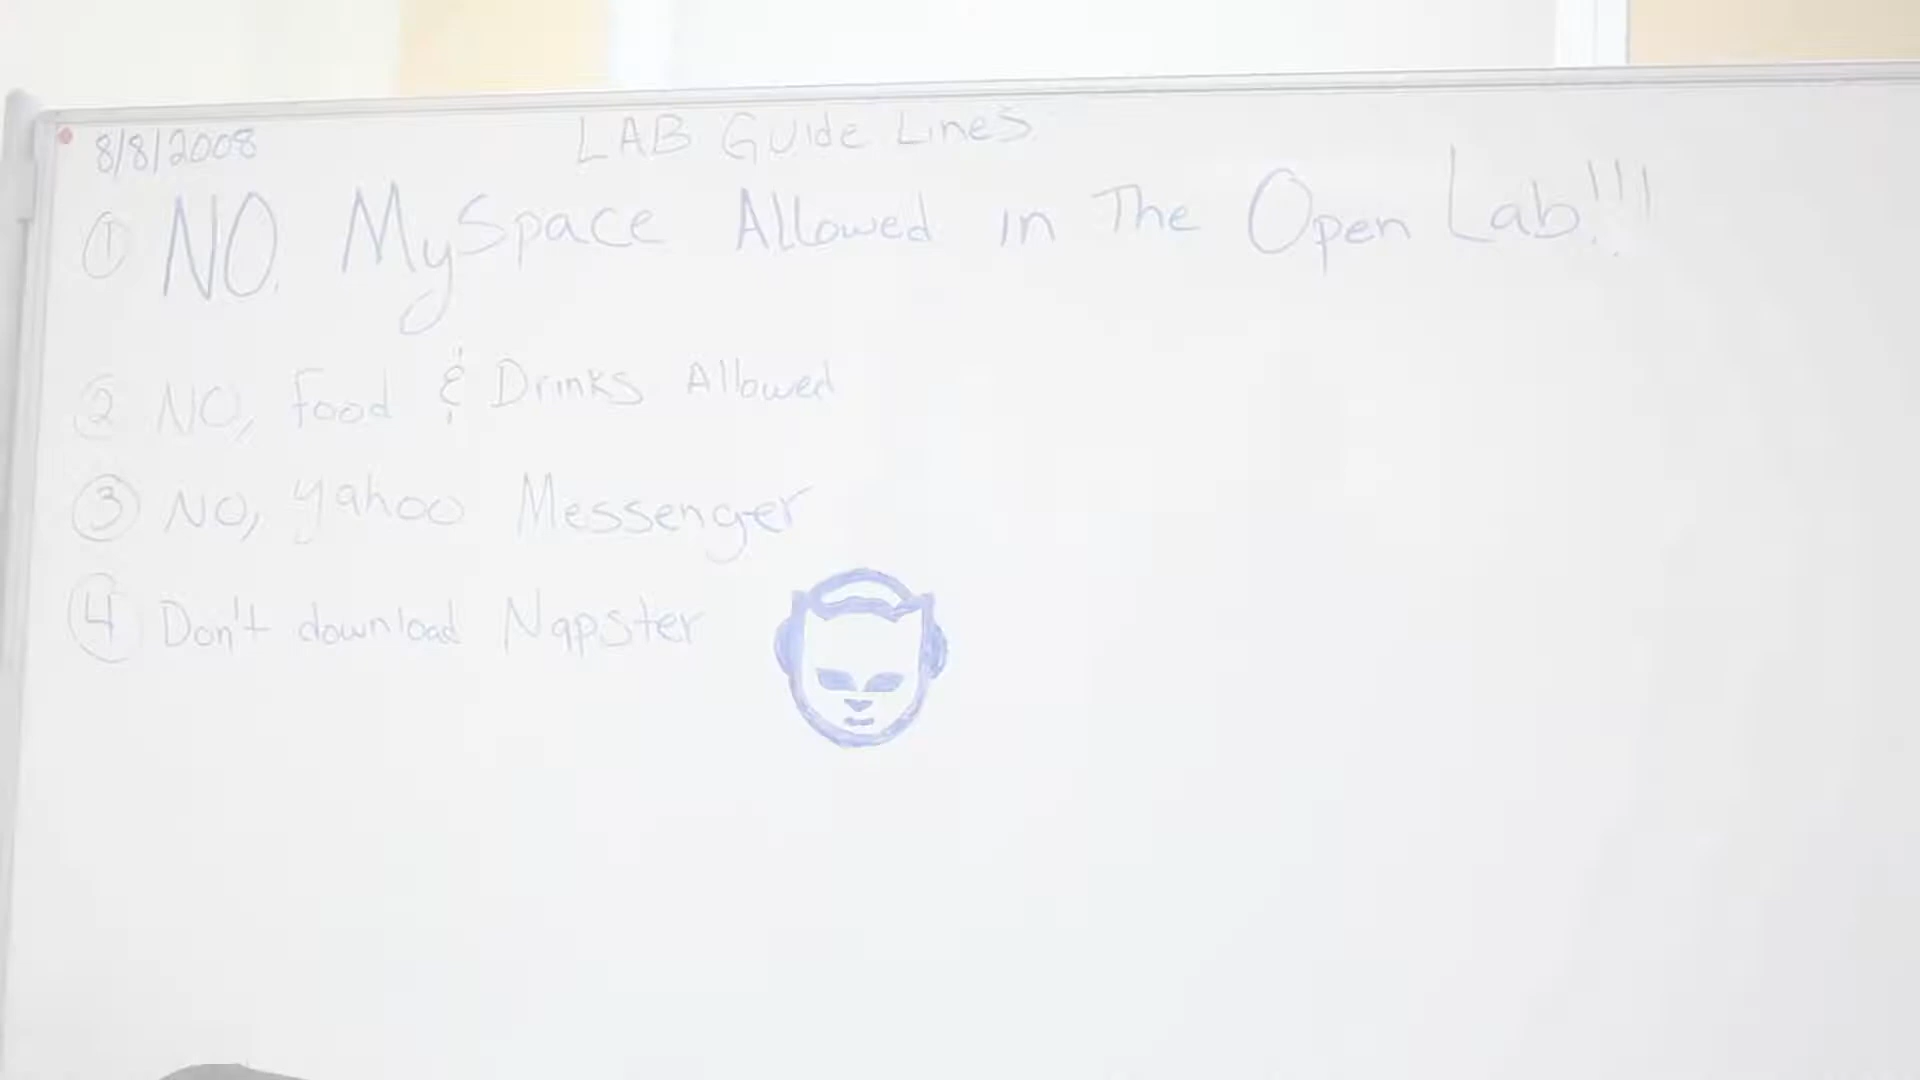 8/8/2008 LAB Guide Lines
① NO. MySpace Allowed in The Open Lab!!!
② NO, Food & Drinks Allowed
③ NO, Yahoo Messenger
④ Don't download Napster